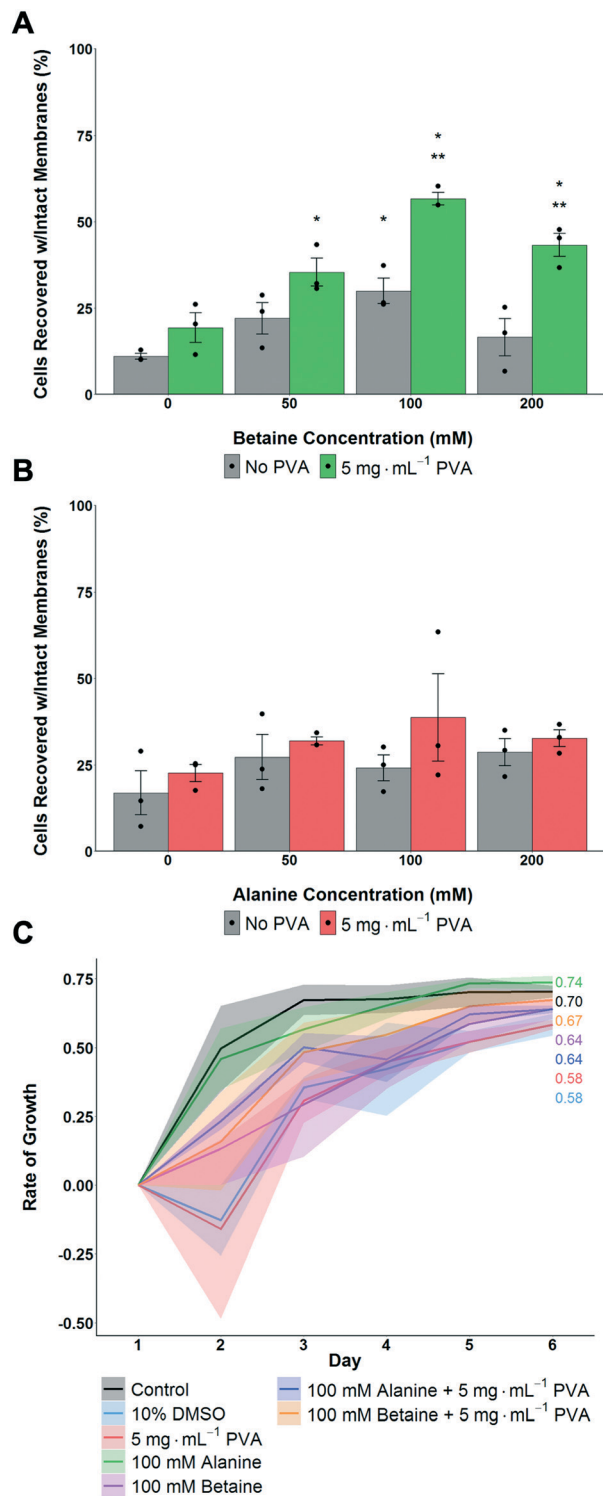 A
Cells Recovered w/Intact Membranes (%)
100
75
50
25
0
*
*
*
**
*
**
0 50 100 200
Betaine Concentration (mM)
No PVA 5 mg · mL⁻¹ PVA
B
Cells Recovered w/Intact Membranes (%)
100
75
50
25
0
0 50 100 200
Alanine Concentration (mM)
No PVA 5 mg · mL⁻¹ PVA
C
Rate of Growth
0.75
0.50
0.25
0.00
-0.25
-0.50
0.74
0.70
0.67
0.64
0.64
0.58
0.58
1 2 3 4 5 6
Day
Control
10% DMSO
5 mg · mL⁻¹ PVA
100 mM Alanine
100 mM Betaine
100 mM Alanine + 5 mg · mL⁻¹ PVA
100 mM Betaine + 5 mg · mL⁻¹ PVA